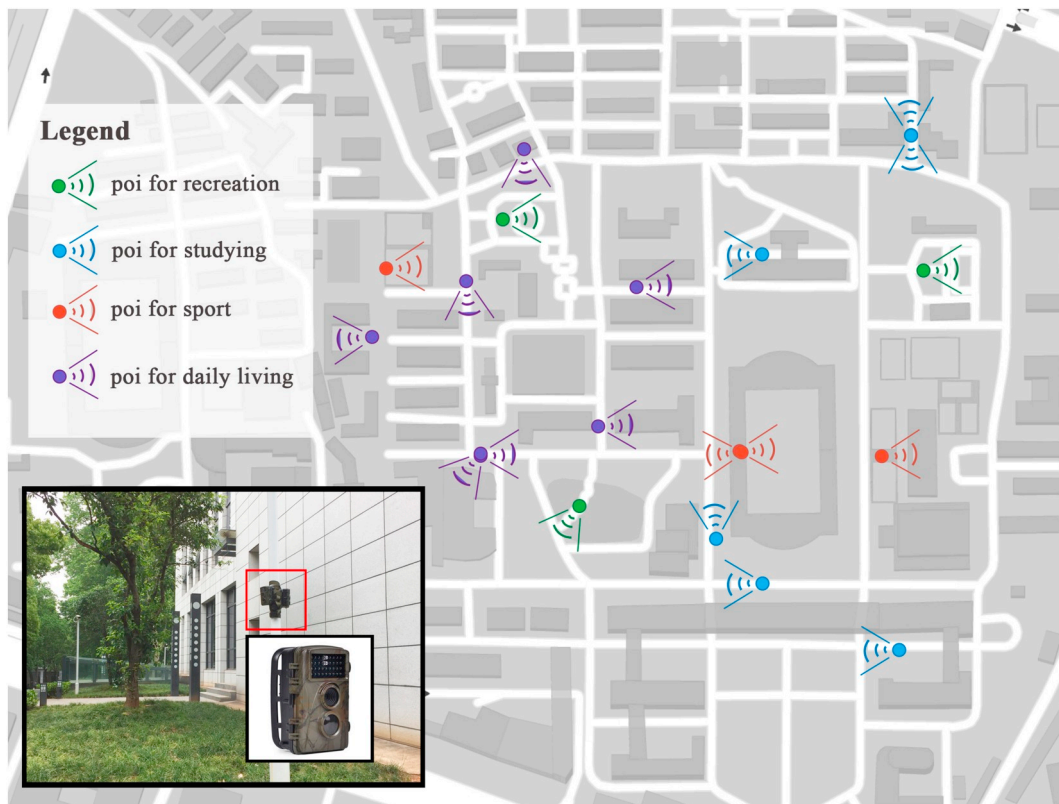 Legend
poi for recreation
poi for studying
poi for sport
poi for daily living